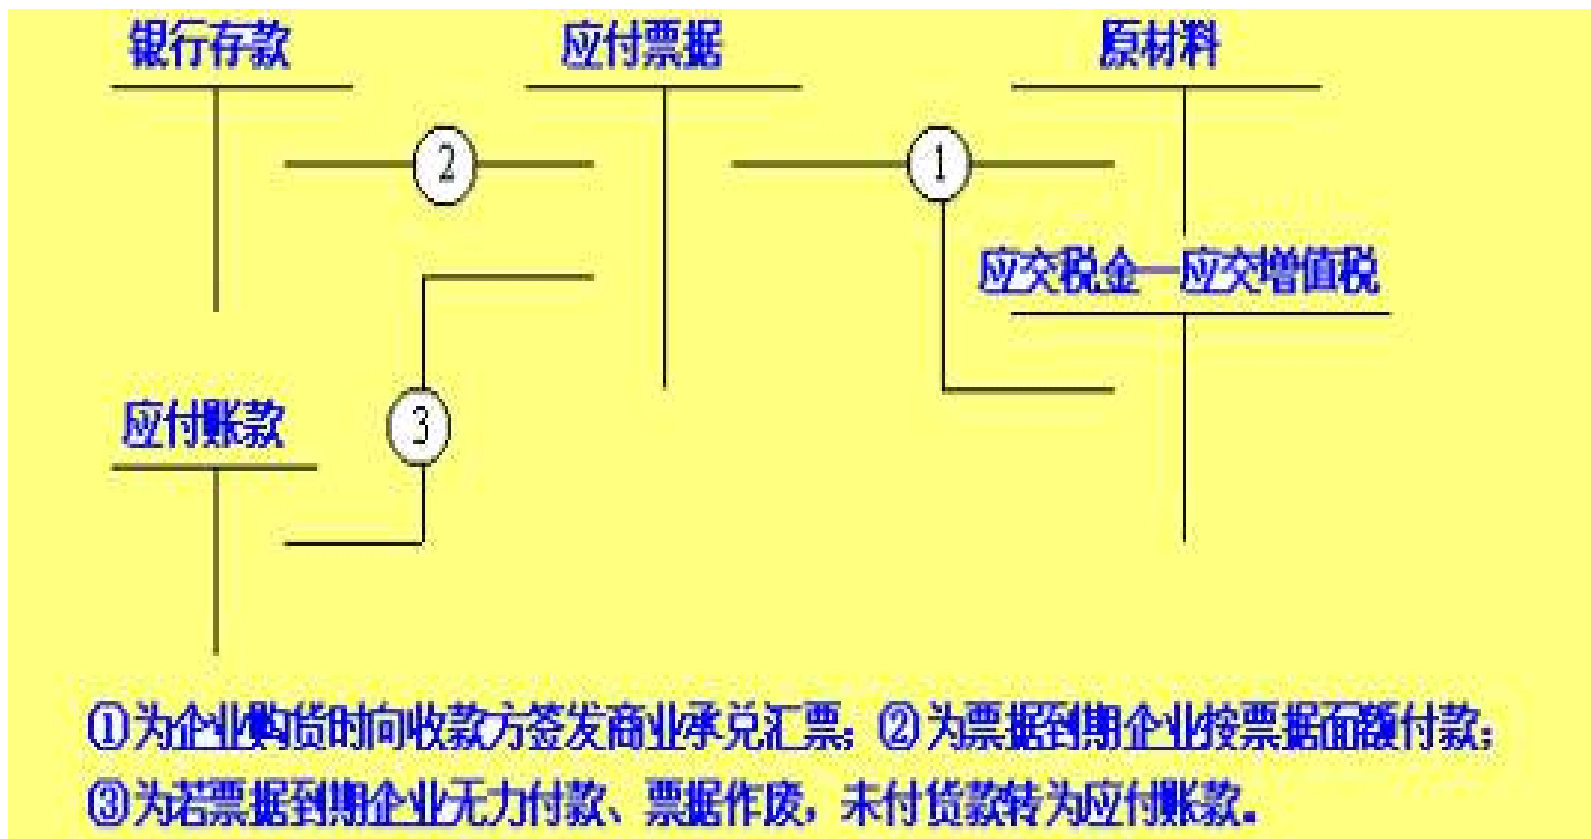 银行存款 应付票据 原材料
2 1
应交税金—应交增值税
应付账款 3
①为企业购货时向收款方签发商业承兑汇票；②为票据到期企业按票据面额付款；
③为若票据到期企业无力付款、票据作废，未付货款转为应付账款。